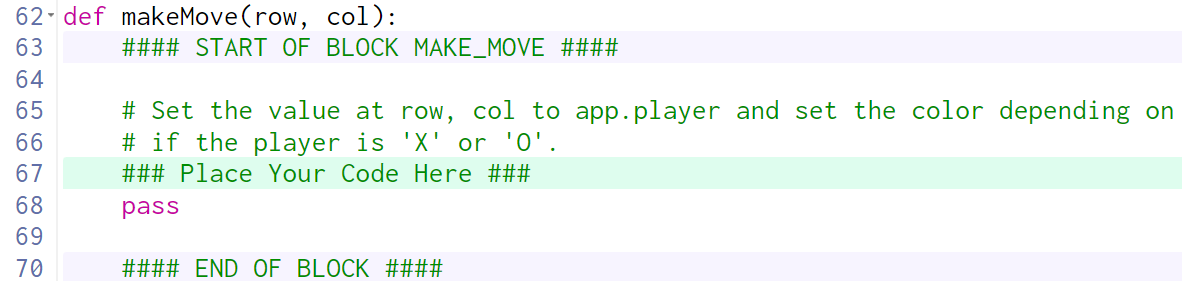 62 def makeMove(row, col):
63     #### START OF BLOCK MAKE_MOVE ####
64
65     # Set the value at row, col to app.player and set the color depending on
66     # if the player is 'X' or 'O'.
67     ### Place Your Code Here ###
68     pass
69
70     #### END OF BLOCK ####